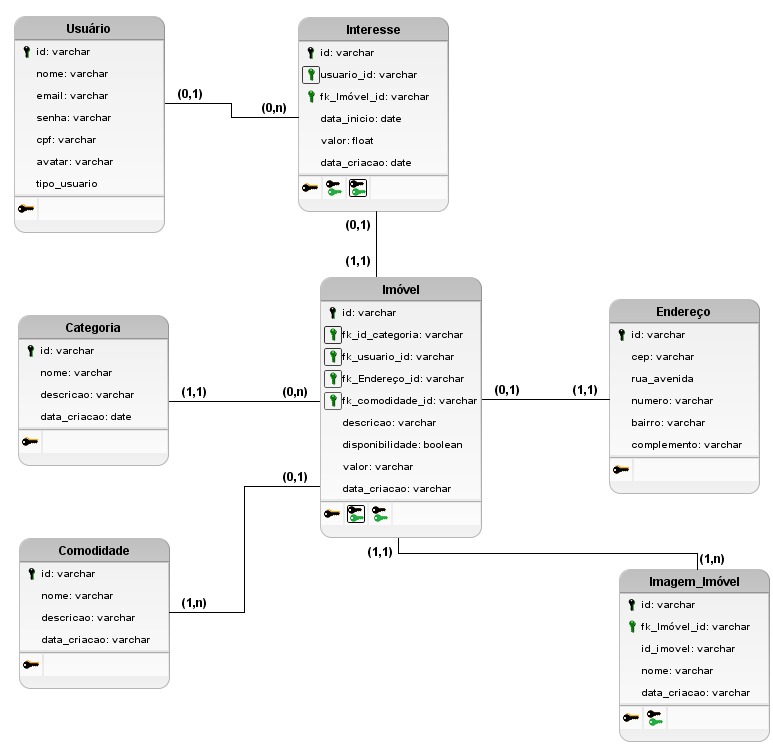 Usuário
id: varchar
nome: varchar
email: varchar
senha: varchar
cpf: varchar
avatar: varchar
tipo_usuario
(0,1)
(0,n)
Interesse
id: varchar
usuario_id: varchar
fk_Imóvel_id: varchar
data_inicio: date
valor: float
data_criacao: date
(0,1)
(1,1)
Imóvel
id: varchar
fk_id_categoria: varchar
fk_usuario_id: varchar
fk_Endereço_id: varchar
fk_comodidade_id: varchar
descricao: varchar
disponibilidade: boolean
valor: varchar
data_criacao: varchar
Categoria
id: varchar
nome: varchar
descricao: varchar
data_criacao: date
(1,1)
(0,n)
(0,1)
(1,1)
Endereço
id: varchar
cep: varchar
rua_avenida
numero: varchar
bairro: varchar
complemento: varchar
(0,1)
Comodidade
id: varchar
nome: varchar
descricao: varchar
data_criacao: varchar
(1,n)
(1,1)
(1,n)
Imagem_Imóvel
id: varchar
fk_Imóvel_id: varchar
id_imovel: varchar
nome: varchar
data_criacao: varchar